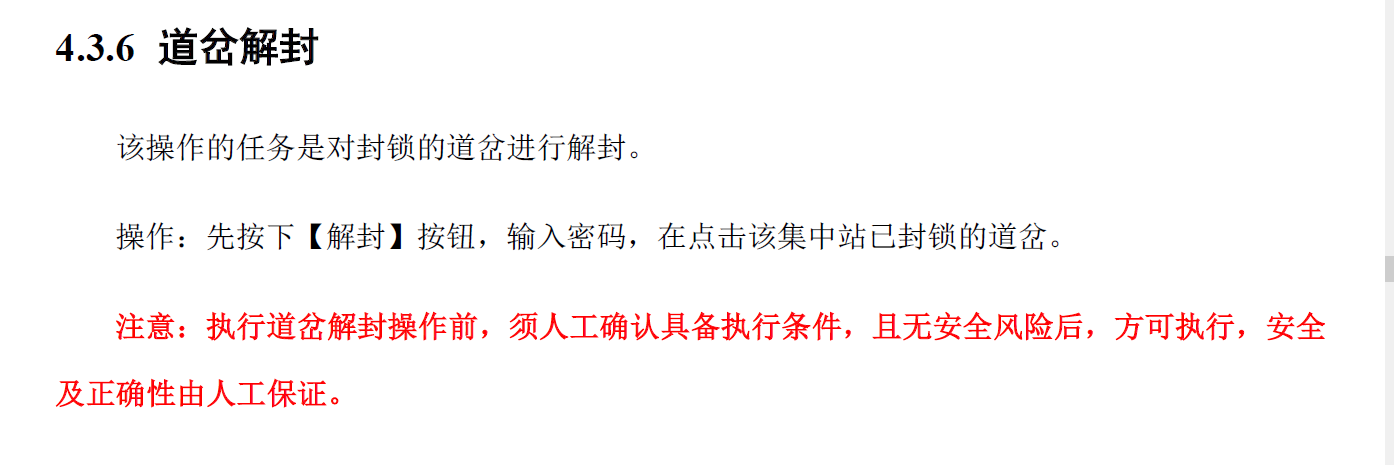 4.3.6 道岔解封
该操作的任务是对封锁的道岔进行解封。
操作：先按下【解封】按钮，输入密码，在点击该集中站已封锁的道岔。
注意：执行道岔解封操作前，须人工确认具备执行条件，且无安全风险后，方可执行，安全
及正确性由人工保证。